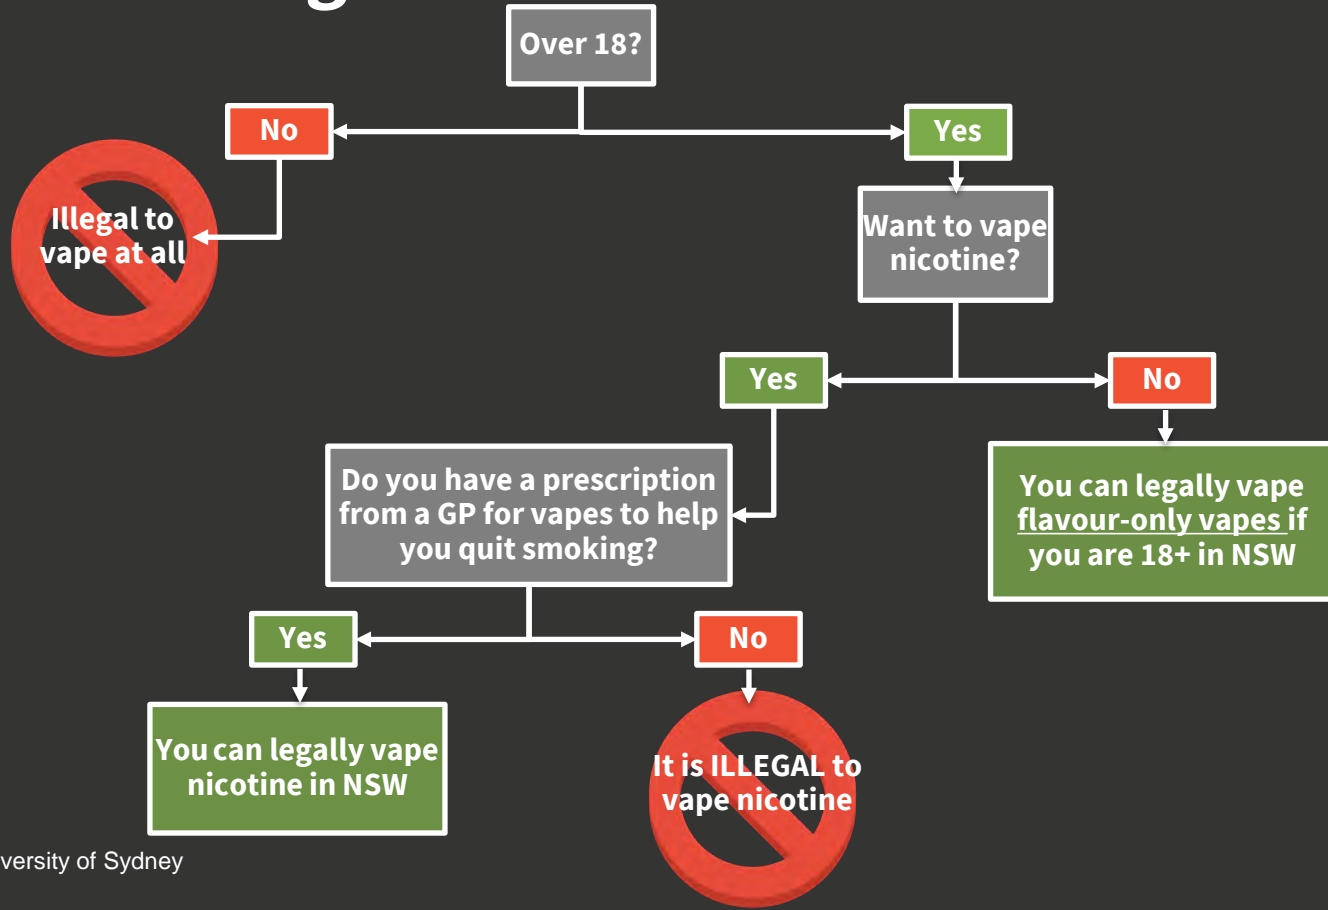 Over 18?
No
Yes
Illegal to
vape at all
Want to vape
nicotine?
Yes
No
Do you have a prescription
from a GP for vapes to help
you quit smoking?
You can legally vape
flavour-only vapes if
you are 18+ in NSW
Yes
No
You can legally vape
nicotine in NSW
It is ILLEGAL to
vape nicotine
versity of Sydney